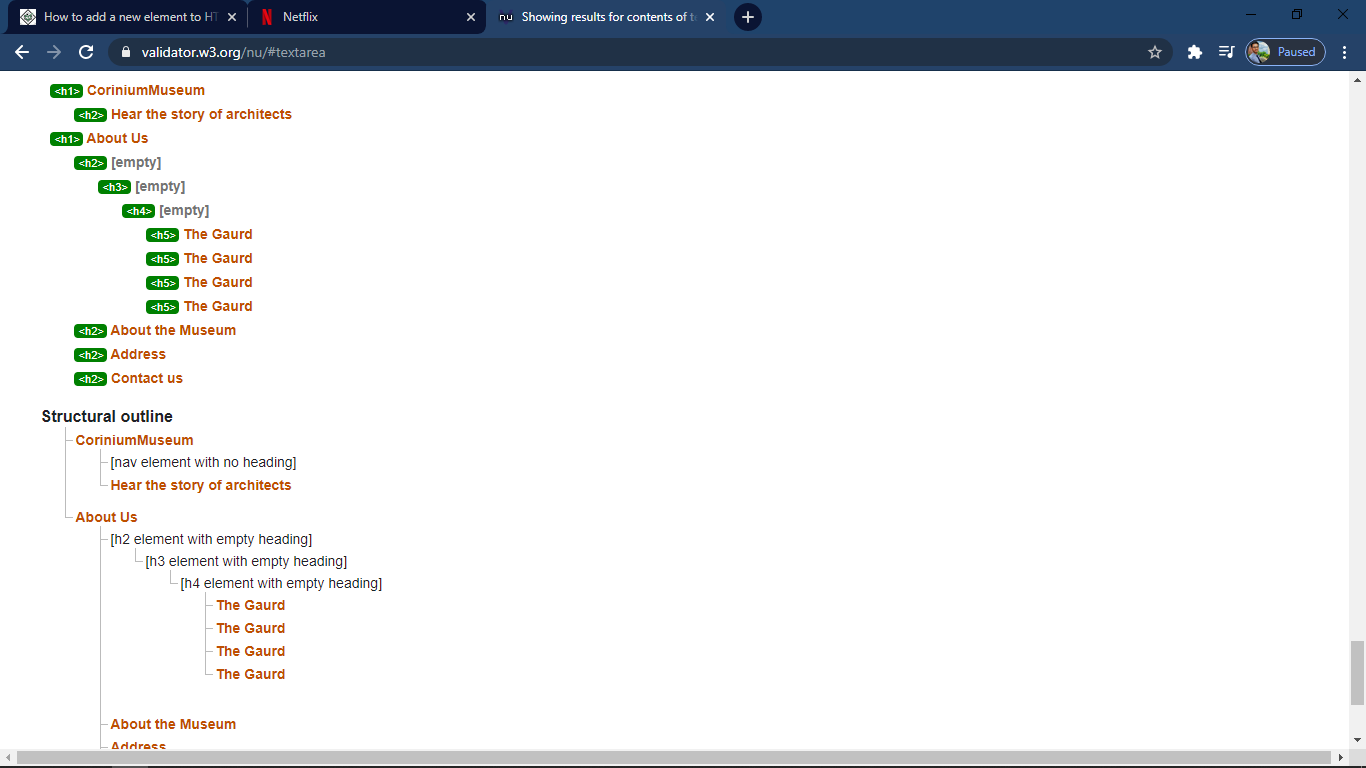 How to add a new element to HT
Netflix
nu Showing results for contents of te
validator.w3.org/nu/#textarea
Paused
<h1> CoriniumMuseum
<h2> Hear the story of architects
<h1> About Us
<h2> [empty]
<h3> [empty]
<h4> [empty]
<h5> The Gaurd
<h5> The Gaurd
<h5> The Gaurd
<h5> The Gaurd
<h2> About the Museum
<h2> Address
<h2> Contact us
Structural outline
CoriniumMuseum
[nav element with no heading]
Hear the story of architects
About Us
[h2 element with empty heading]
[h3 element with empty heading]
[h4 element with empty heading]
The Gaurd
The Gaurd
The Gaurd
The Gaurd
About the Museum
Address